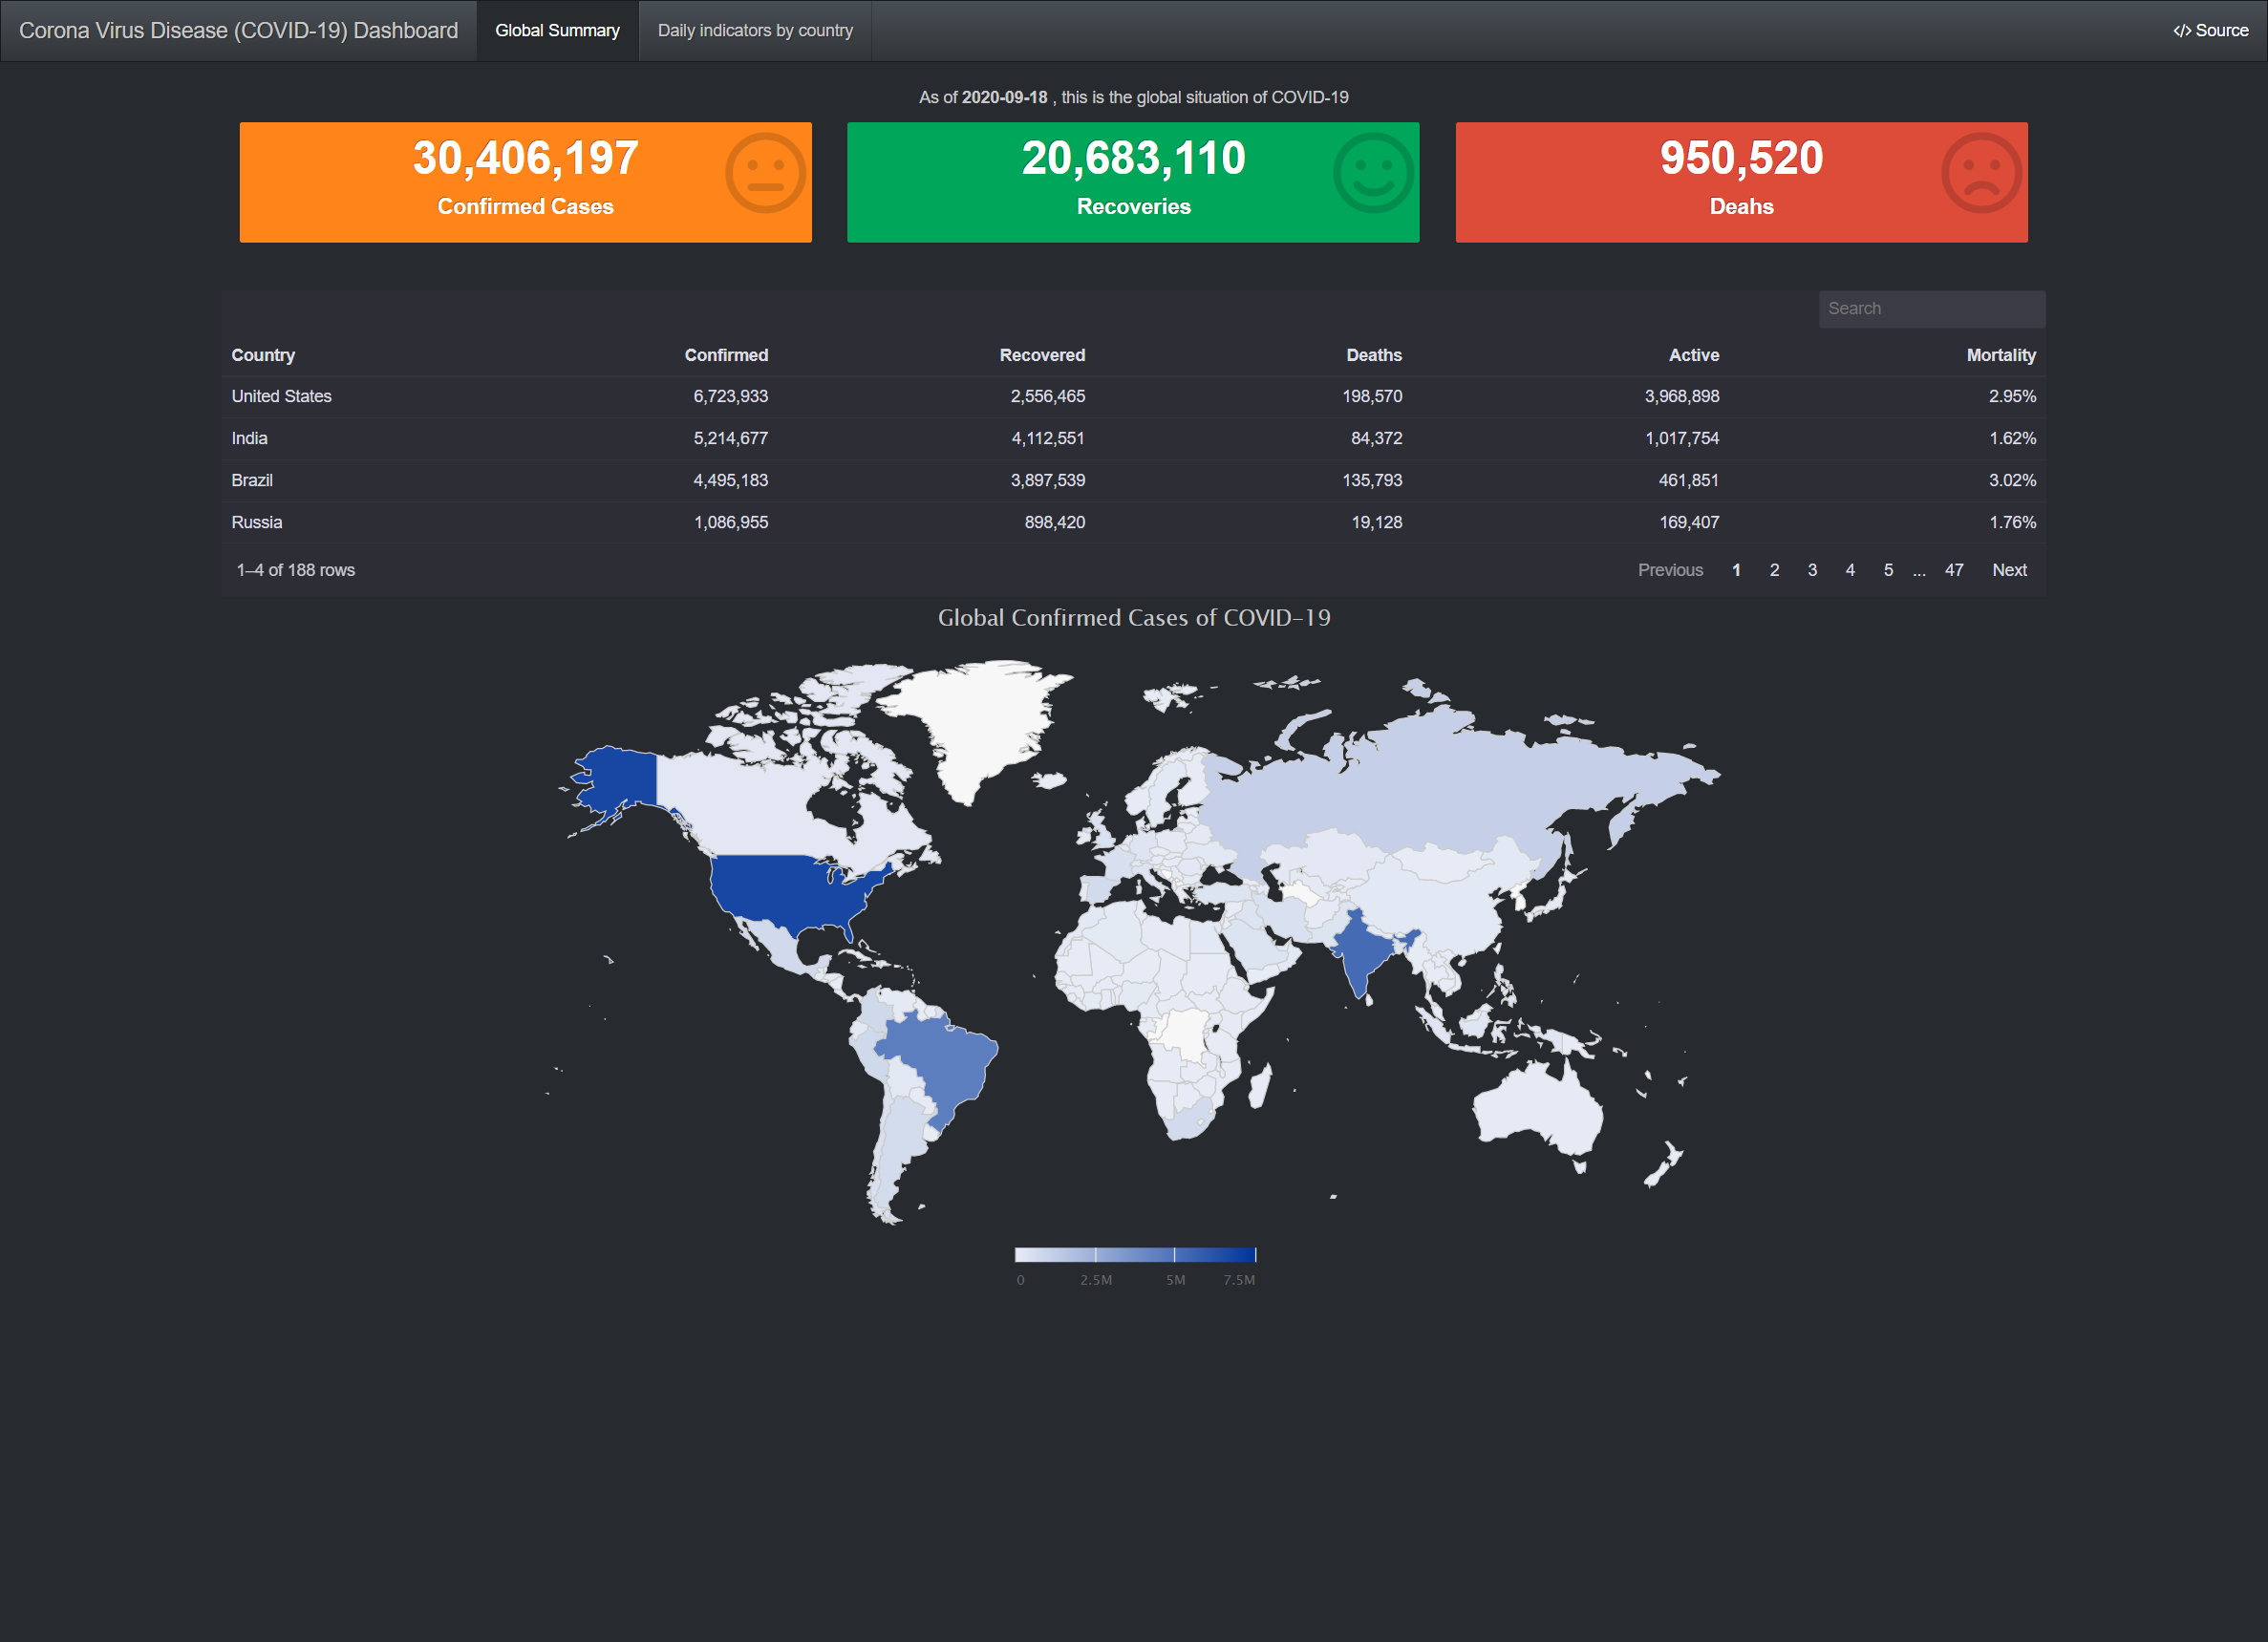 Corona Virus Disease (COVID-19) Dashboard Global Summary Daily indicators by country </> Source
As of 2020-09-18 , this is the global situation of COVID-19
30,406,197
Confirmed Cases
20,683,110
Recoveries
950,520
Deahs
Search
Country Confirmed Recovered Deaths Active Mortality
United States 6,723,933 2,556,465 198,570 3,968,898 2.95%
India 5,214,677 4,112,551 84,372 1,017,754 1.62%
Brazil 4,495,183 3,897,539 135,793 461,851 3.02%
Russia 1,086,955 898,420 19,128 169,407 1.76%
1–4 of 188 rows Previous 1 2 3 4 5 ... 47 Next
Global Confirmed Cases of COVID-19
0 2.5M 5M 7.5M